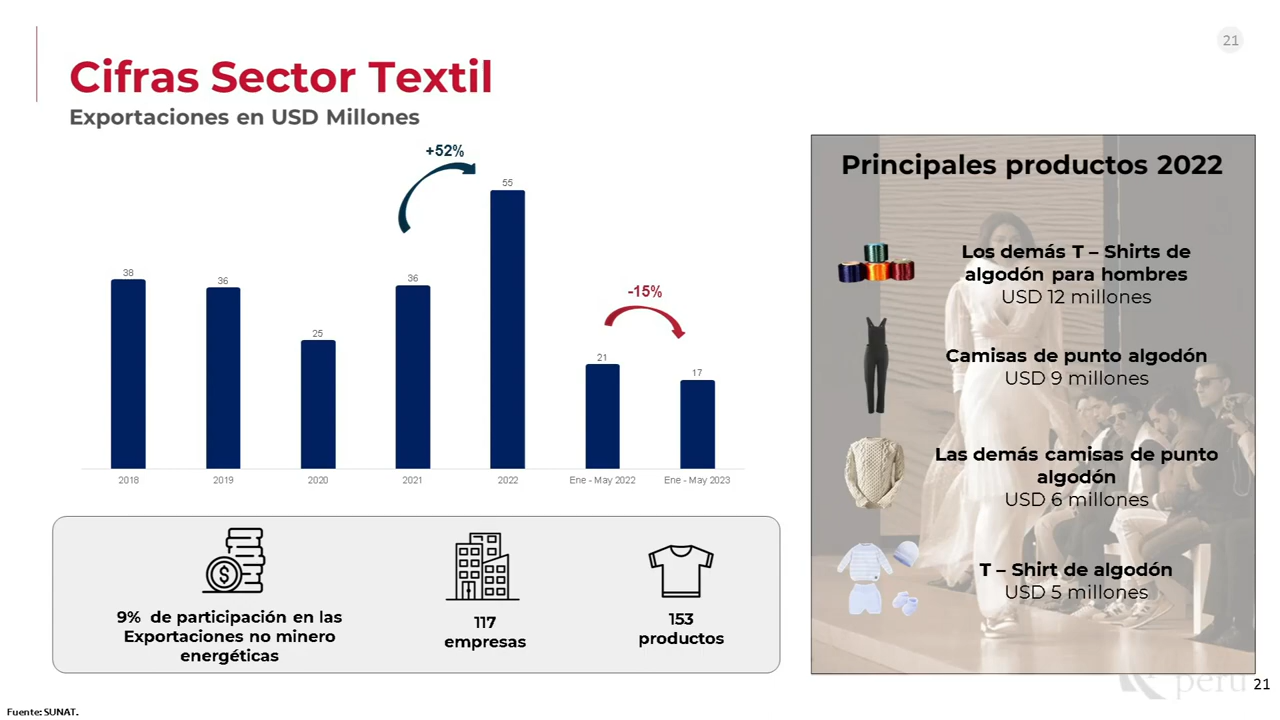 21
Cifras Sector Textil
Exportaciones en USD Millones
+52%
55
38
36
25
36
-15%
21
17
2018
2019
2020
2021
2022
Ene - May 2022
Ene - May 2023
9% de participación en las
Exportaciones no minero
energéticas
117
empresas
153
productos
Principales productos 2022
Los demás T – Shirts de
algodón para hombres
USD 12 millones
Camisas de punto algodón
USD 9 millones
Las demás camisas de punto
algodón
USD 6 millones
T – Shirt de algodón
USD 5 millones
perú
21
Fuente: SUNAT.